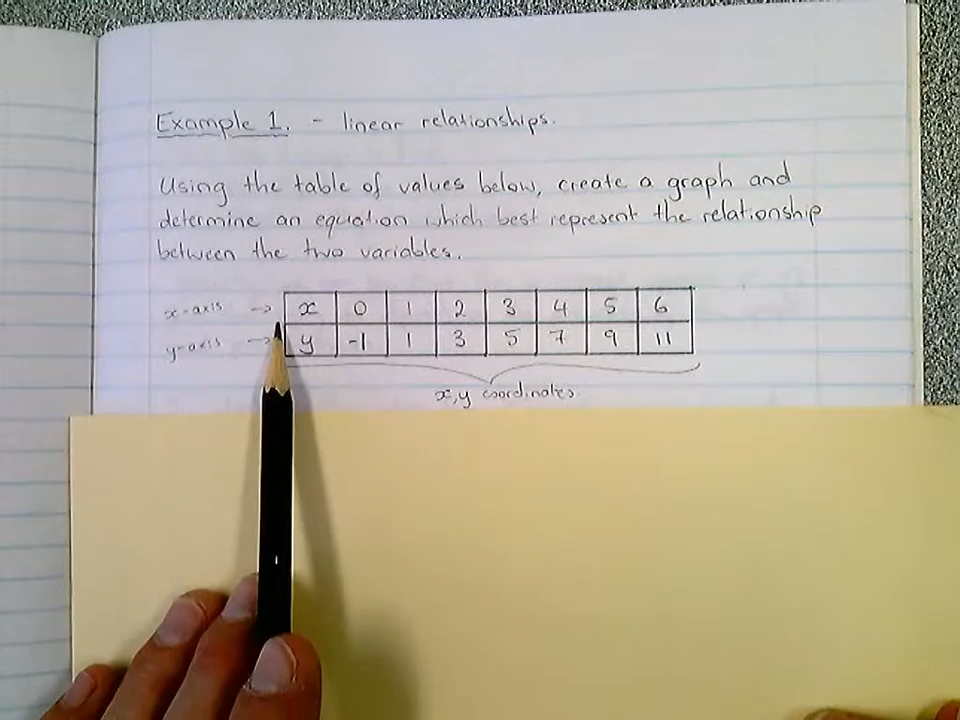 Example 1. - linear relationships.
Using the table of values below, create a graph and
determine an equation which best represent the relationship
between the two variables.
x-axis → x 0 1 2 3 4 5 6
y-axis → y -1 1 3 5 7 9 11
x,y coordinates